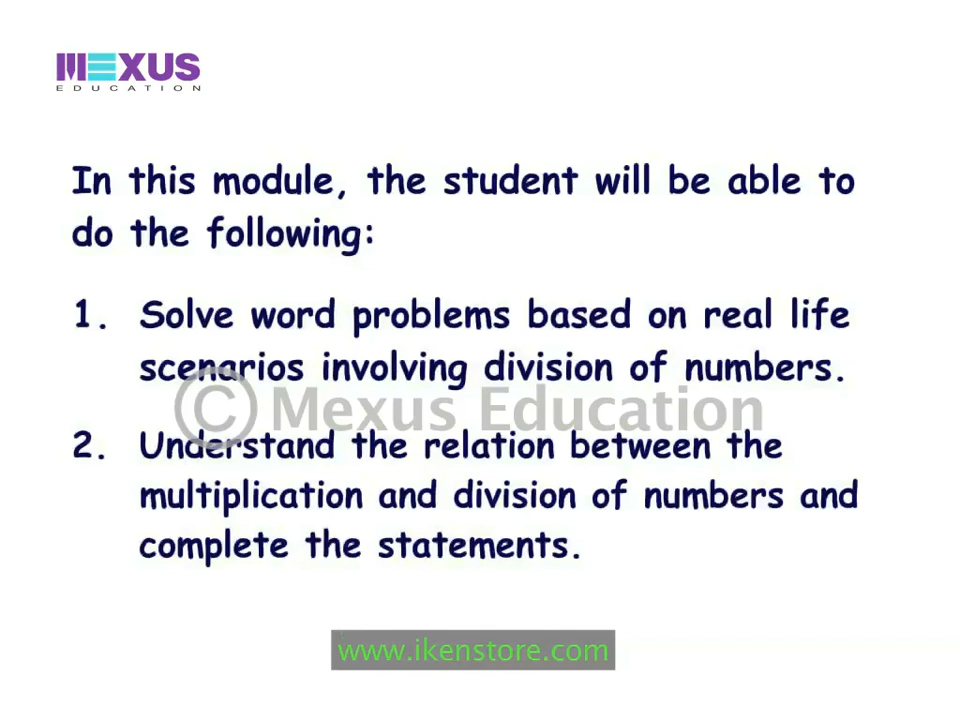 MEXUS
EDUCATION
In this module, the student will be able to
do the following:
1. Solve word problems based on real life
scenarios involving division of numbers.
© Mexus Education
2. Understand the relation between the
multiplication and division of numbers and
complete the statements.
www.ikenstore.com